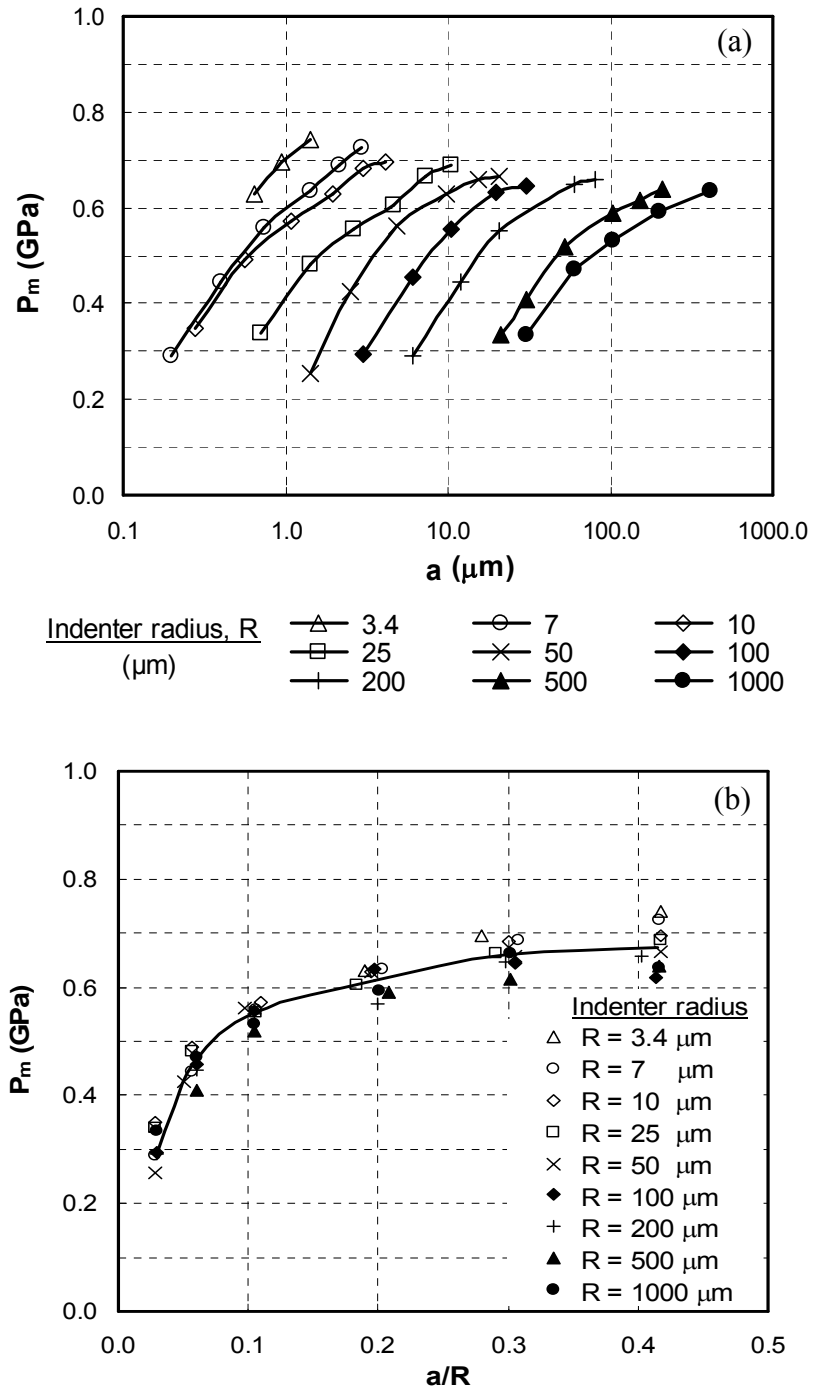 (a)
1.0
0.8
0.6
0.4
0.2
0.0
Pm (GPa)
0.1 1.0 10.0 100.0 1000.0
a (μm)
Indenter radius, R
(μm)
3.4 7 10
25 50 100
200 500 1000
(b)
1.0
0.8
0.6
0.4
0.2
0.0
Pm (GPa)
Indenter radius
R = 3.4 μm
R = 7 μm
R = 10 μm
R = 25 μm
R = 50 μm
R = 100 μm
R = 200 μm
R = 500 μm
R = 1000 μm
0.0 0.1 0.2 0.3 0.4 0.5
a/R